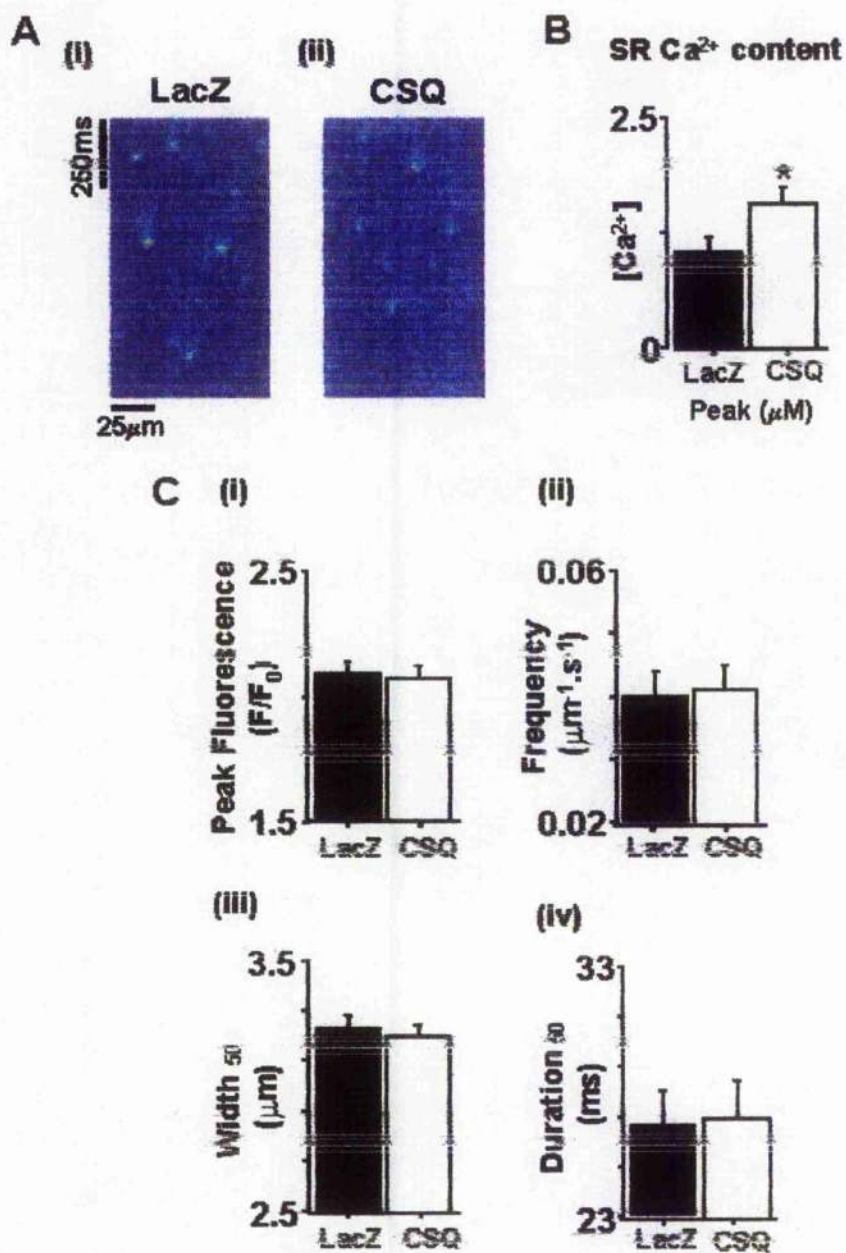 A
(i)
LacZ
(ii)
CSQ
250ms
25μm
B
SR Ca²⁺ content
2.5
[Ca²⁺]
0
*
LacZ CSQ
Peak (μM)
C
(i)
Peak Fluorescence
(F/F₀)
2.5
1.5
LacZ CSQ
(ii)
Frequency
(μm⁻¹.s⁻¹)
0.06
0.02
LacZ CSQ
(iii)
Width 50
(μm)
3.5
2.5
LacZ CSQ
(iv)
Duration 50
(ms)
33
23
LacZ CSQ